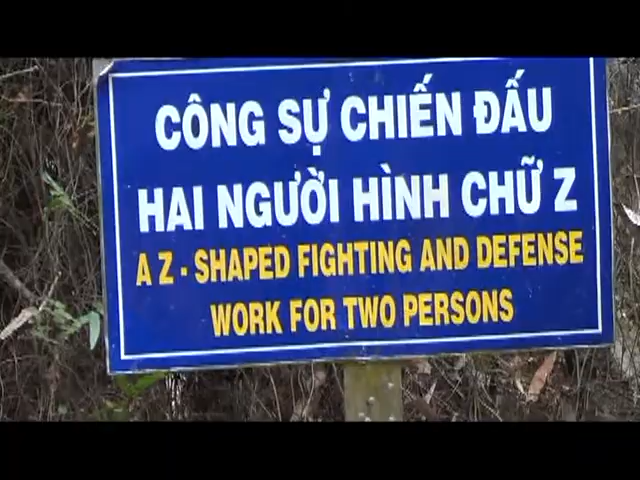 CÔNG SỰ CHIẾN ĐẤU
HAI NGƯỜI HÌNH CHỮ Z
A Z - SHAPED FIGHTING AND DEFENSE
WORK FOR TWO PERSONS